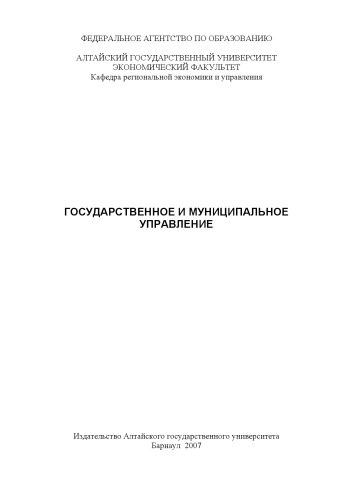 ФЕДЕРАЛЬНОЕ АГЕНТСТВО ПО ОБРАЗОВАНИЮ
АЛТАЙСКИЙ ГОСУДАРСТВЕННЫЙ УНИВЕРСИТЕТ
ЭКОНОМИЧЕСКИЙ ФАКУЛЬТЕТ
Кафедра региональной экономики и управления
ГОСУДАРСТВЕННОЕ И МУНИЦИПАЛЬНОЕ
УПРАВЛЕНИЕ
Издательство Алтайского государственного университета
Барнаул 2007